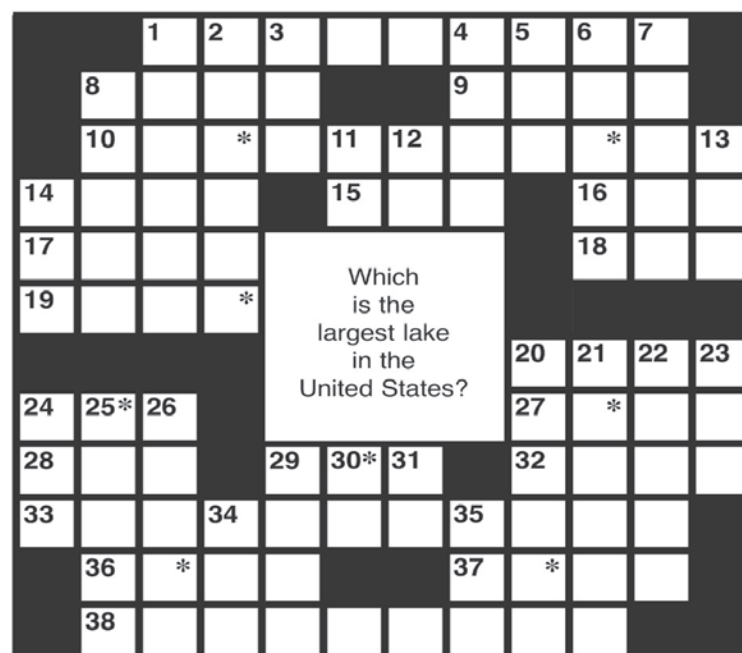 1 2 3 4 5 6 7
8 9
10 * 11 12 * 13
14 15 16
17 18
19 *
Which
is the
largest lake
in the
United States?
20 21 22 23
24 25* 26 27 *
28 29 30* 31 32
33 34 35
36 * 37 *
38